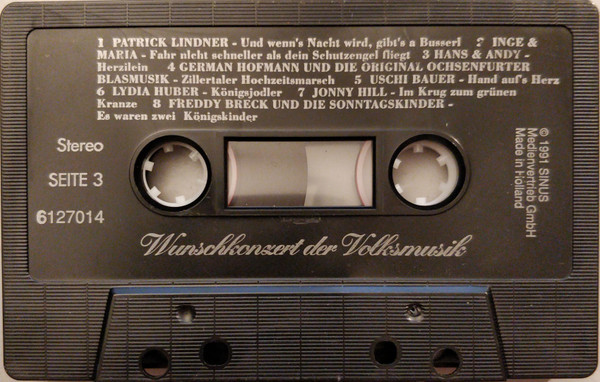 1 PATRICK LINDNER - Und wenn's Nacht wird, gibt's a Busserl 2 INGE &
MARIA - Fahr nicht schneller als dein Schutzengel fliegt 3 HANS & ANDY -
Herzilein 4 GERMAN HOFMANN UND DIE ORIGINAL OCHSENFURTER
BLASMUSIK - Zillertaler Hochzeitsmarsch 5 USCHI BAUER - Hand auf's Herz
6 LYDIA HUBER - Königsjodler 7 JONNY HILL - Im Krug zum grünen
Kranze 8 FREDDY BRECK UND DIE SONNTAGSKINDER -
Es waren zwei Königskinder
Stereo
SEITE 3
6127014
© 1991 SINUS
Medienvertrieb GmbH
Made in Holland
Wunschkonzert der Volksmusik